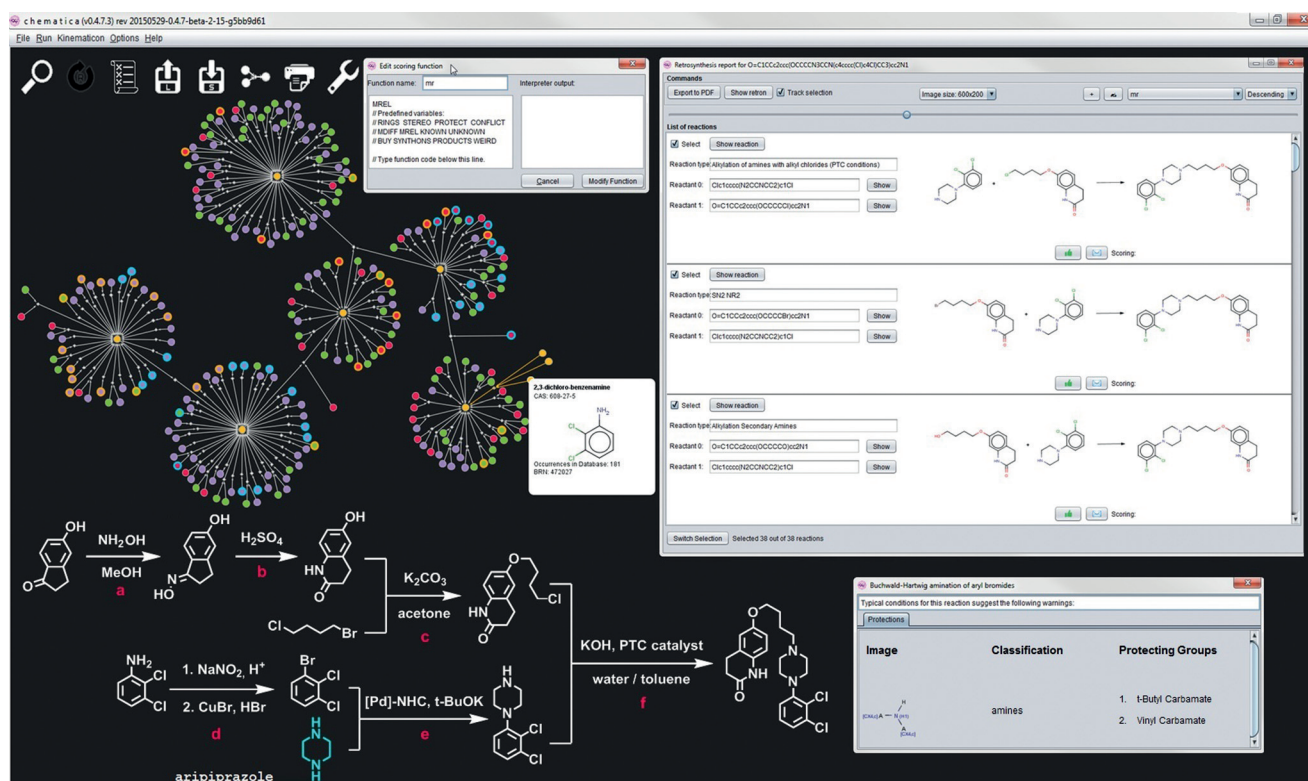 chematica (v0.4.7.3) rev 20150529-0.4.7-beta-2-15-g5bb9d61
File Run Kinematicon Options Help
L
S
Edit scoring function
Function name: mr
Interpreter output:
MREL
// Predefined variables:
// RINGS STEREO PROTECT CONFLICT
// MDIFF MREL KNOWN UNKNOWN
// BUY SYNTHONS PRODUCTS WEIRD
// Type function code below this line.
Cancel Modify Function
2,3-dichloro-benzenamine
CAS: 608-27-5
NH2
Cl
Cl
Occurrences in Database: 181
BRN: 472027
Retrosynthesis report for O=C1CCc2ccc(OCCCCN3CCN(c4cccc(Cl)c4Cl)CC3)cc2N1
Commands
Export to PDF Show retron Track selection Image size: 600x200 + mr Descending
List of reactions
Select Show reaction
Reaction type: Alkylation of amines with alkyl chlorides (PTC conditions)
Reactant 0: Clc1cccc(N2CCNCC2)c1Cl Show
Reactant 1: O=C1CCc2ccc(OCCCCCl)cc2N1 Show
Scoring:
Select Show reaction
Reaction type: SN2 NR2
Reactant 0: O=C1CCc2ccc(OCCCCBr)cc2N1 Show
Reactant 1: Clc1cccc(N2CCNCC2)c1Cl Show
Scoring:
Select Show reaction
Reaction type: Alkylation Secondary Amines
Reactant 0: O=C1CCc2ccc(OCCCCO)cc2N1 Show
Reactant 1: Clc1cccc(N2CCNCC2)c1Cl Show
Scoring:
Switch Selection Selected 38 out of 38 reactions
OH
O
NH2OH
MeOH
a
OH
N
HO
H2SO4
b
OH
HN
O
Cl Br
K2CO3
acetone
c
O
Cl
HN
O
NH2
Cl
Cl
1. NaNO2, H+
2. CuBr, HBr
d
Br
Cl
Cl
H
N
N
H
[Pd]-NHC, t-BuOK
e
H
N
N
Cl
Cl
KOH, PTC catalyst
water / toluene
f
O
N
N
H
O
N
Cl
Cl
aripiprazole
Buchwald-Hartwig amination of aryl bromides
Typical conditions for this reaction suggest the following warnings:
Protections
Image Classification Protecting Groups
amines
1. t-Butyl Carbamate
2. Vinyl Carbamate